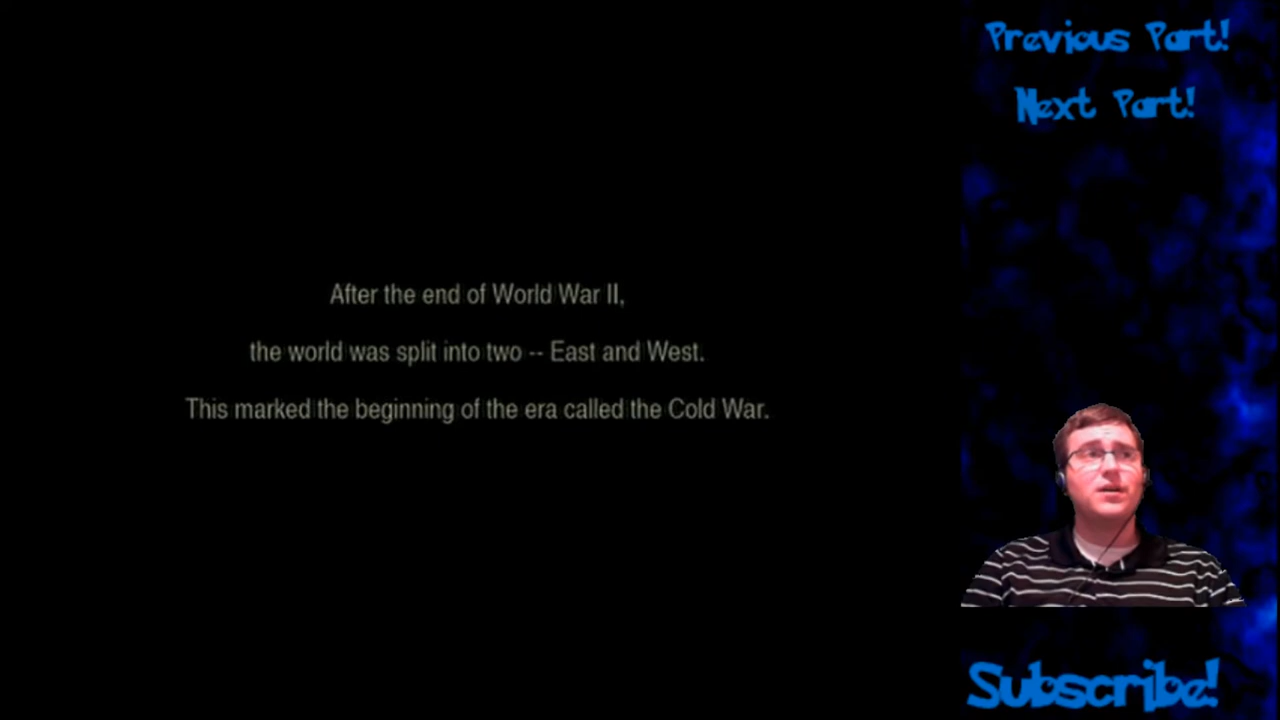 Previous Part!
Next Part!
After the end of World War II,
the world was split into two -- East and West.
This marked the beginning of the era called the Cold War.
Subscribe!